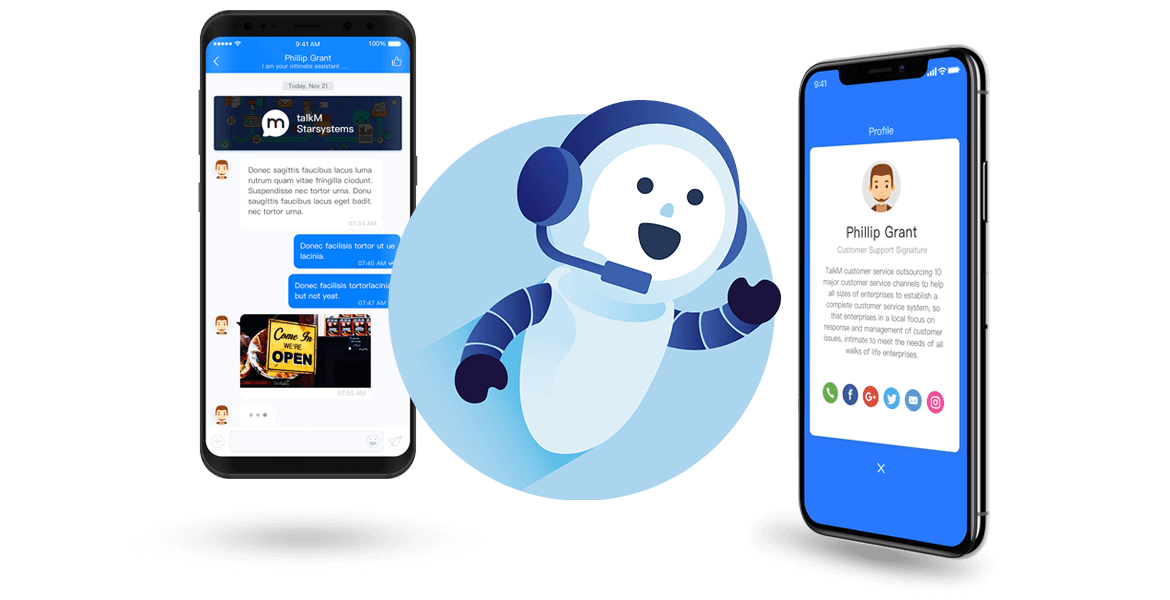 9:41 AM
100%
Phillip Grant
I am your intimate assistant ...
Today, Nov 21
m
talkM
Starsystems
Donec sagittis faucibus lacus luma
rutrum quam vitae fringilla ciodunt.
Suspendisse nec tortor urna. Donu
saugittis faucibus lacus eget badit.
nec tortor urna.
07:34 AM
Donec facilisis tortor ut ue
lacinia.
07:45 AM
Donec facilisis tortorlacinia
but not yeat.
07:47 AM
Come In
WE'RE
OPEN
07:55 AM
9:41
Profile
Phillip Grant
Customer Support Signature
TalkM customer service outsourcing 10
major customer service channels to help
all sizes of enterprises to establish a
complete customer service system, so
that enterprises in a local focus on
response and management of customer
issues, intimate to meet the needs of all
walks of life enterprises.
f
G+
X